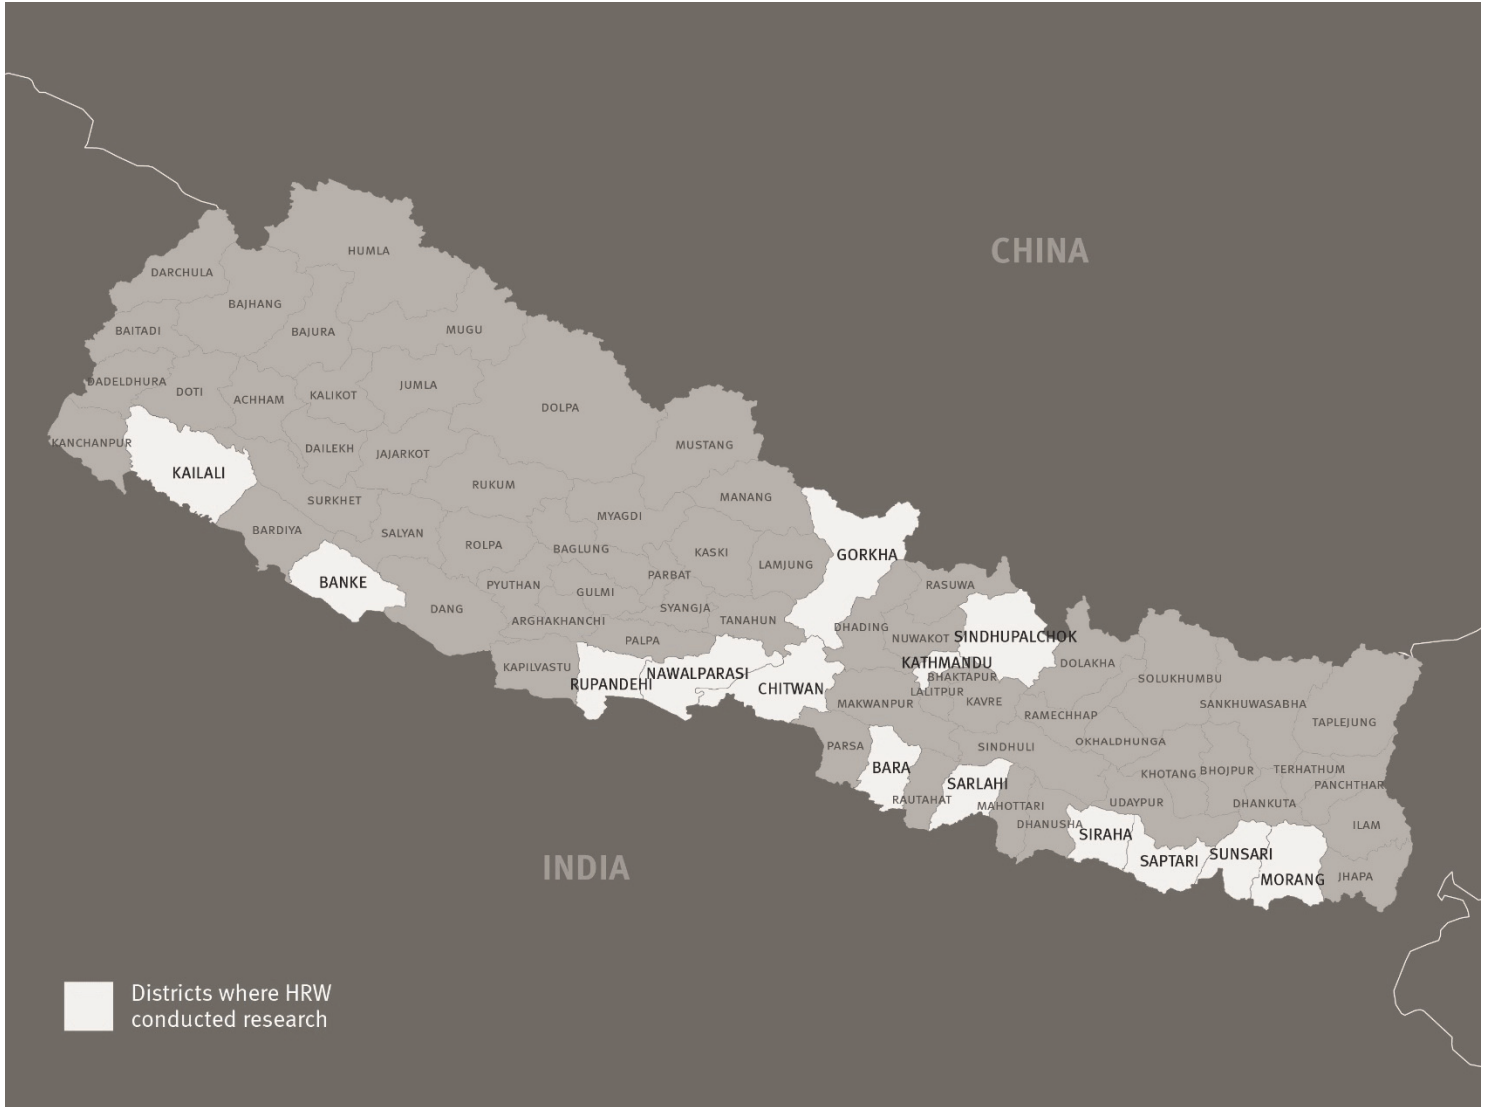 CHINA
HUMLA
DARCHULA
BAJHANG
BAITADI
BAJURA
MUGU
DADELDHURA
DOTI
ACHHAM
KALIKOT
JUMLA
DOLPA
KANCHANPUR
KAILALI
DAILEKH
JAJARKOT
MUSTANG
RUKUM
MANANG
SURKHET
MYAGDI
BARDIYA
SALYAN
ROLPA
BAGLUNG
KASKI
LAMJUNG
GORKHA
BANKE
PYUTHAN
GULMI
PARBAT
RASUWA
DANG
ARGHAKHANCHI
SYANGJA
TANAHUN
DHADING
NUWAKOT
SINDHUPALCHOK
PALPA
KAPILVASTU
RUPANDEHI
NAWALPARASI
CHITWAN
KATHMANDU
BHAKTAPUR
LALITPUR
DOLAKHA
SOLUKHUMBU
MAKWANPUR
KAVRE
RAMECHHAP
SANKHUWASABHA
TAPLEJUNG
PARSA
SINDHULI
OKHALDHUNGA
BARA
SARLAHI
KHOTANG
BHOJPUR
TERHATHUM
PANCHTHAR
RAUTAHAT
MAHOTTARI
UDAYPUR
DHANKUTA
DHANUSHA
SIRAHA
ILAM
SAPTARI
SUNSARI
MORANG
JHAPA
INDIA
Districts where HRW
conducted research